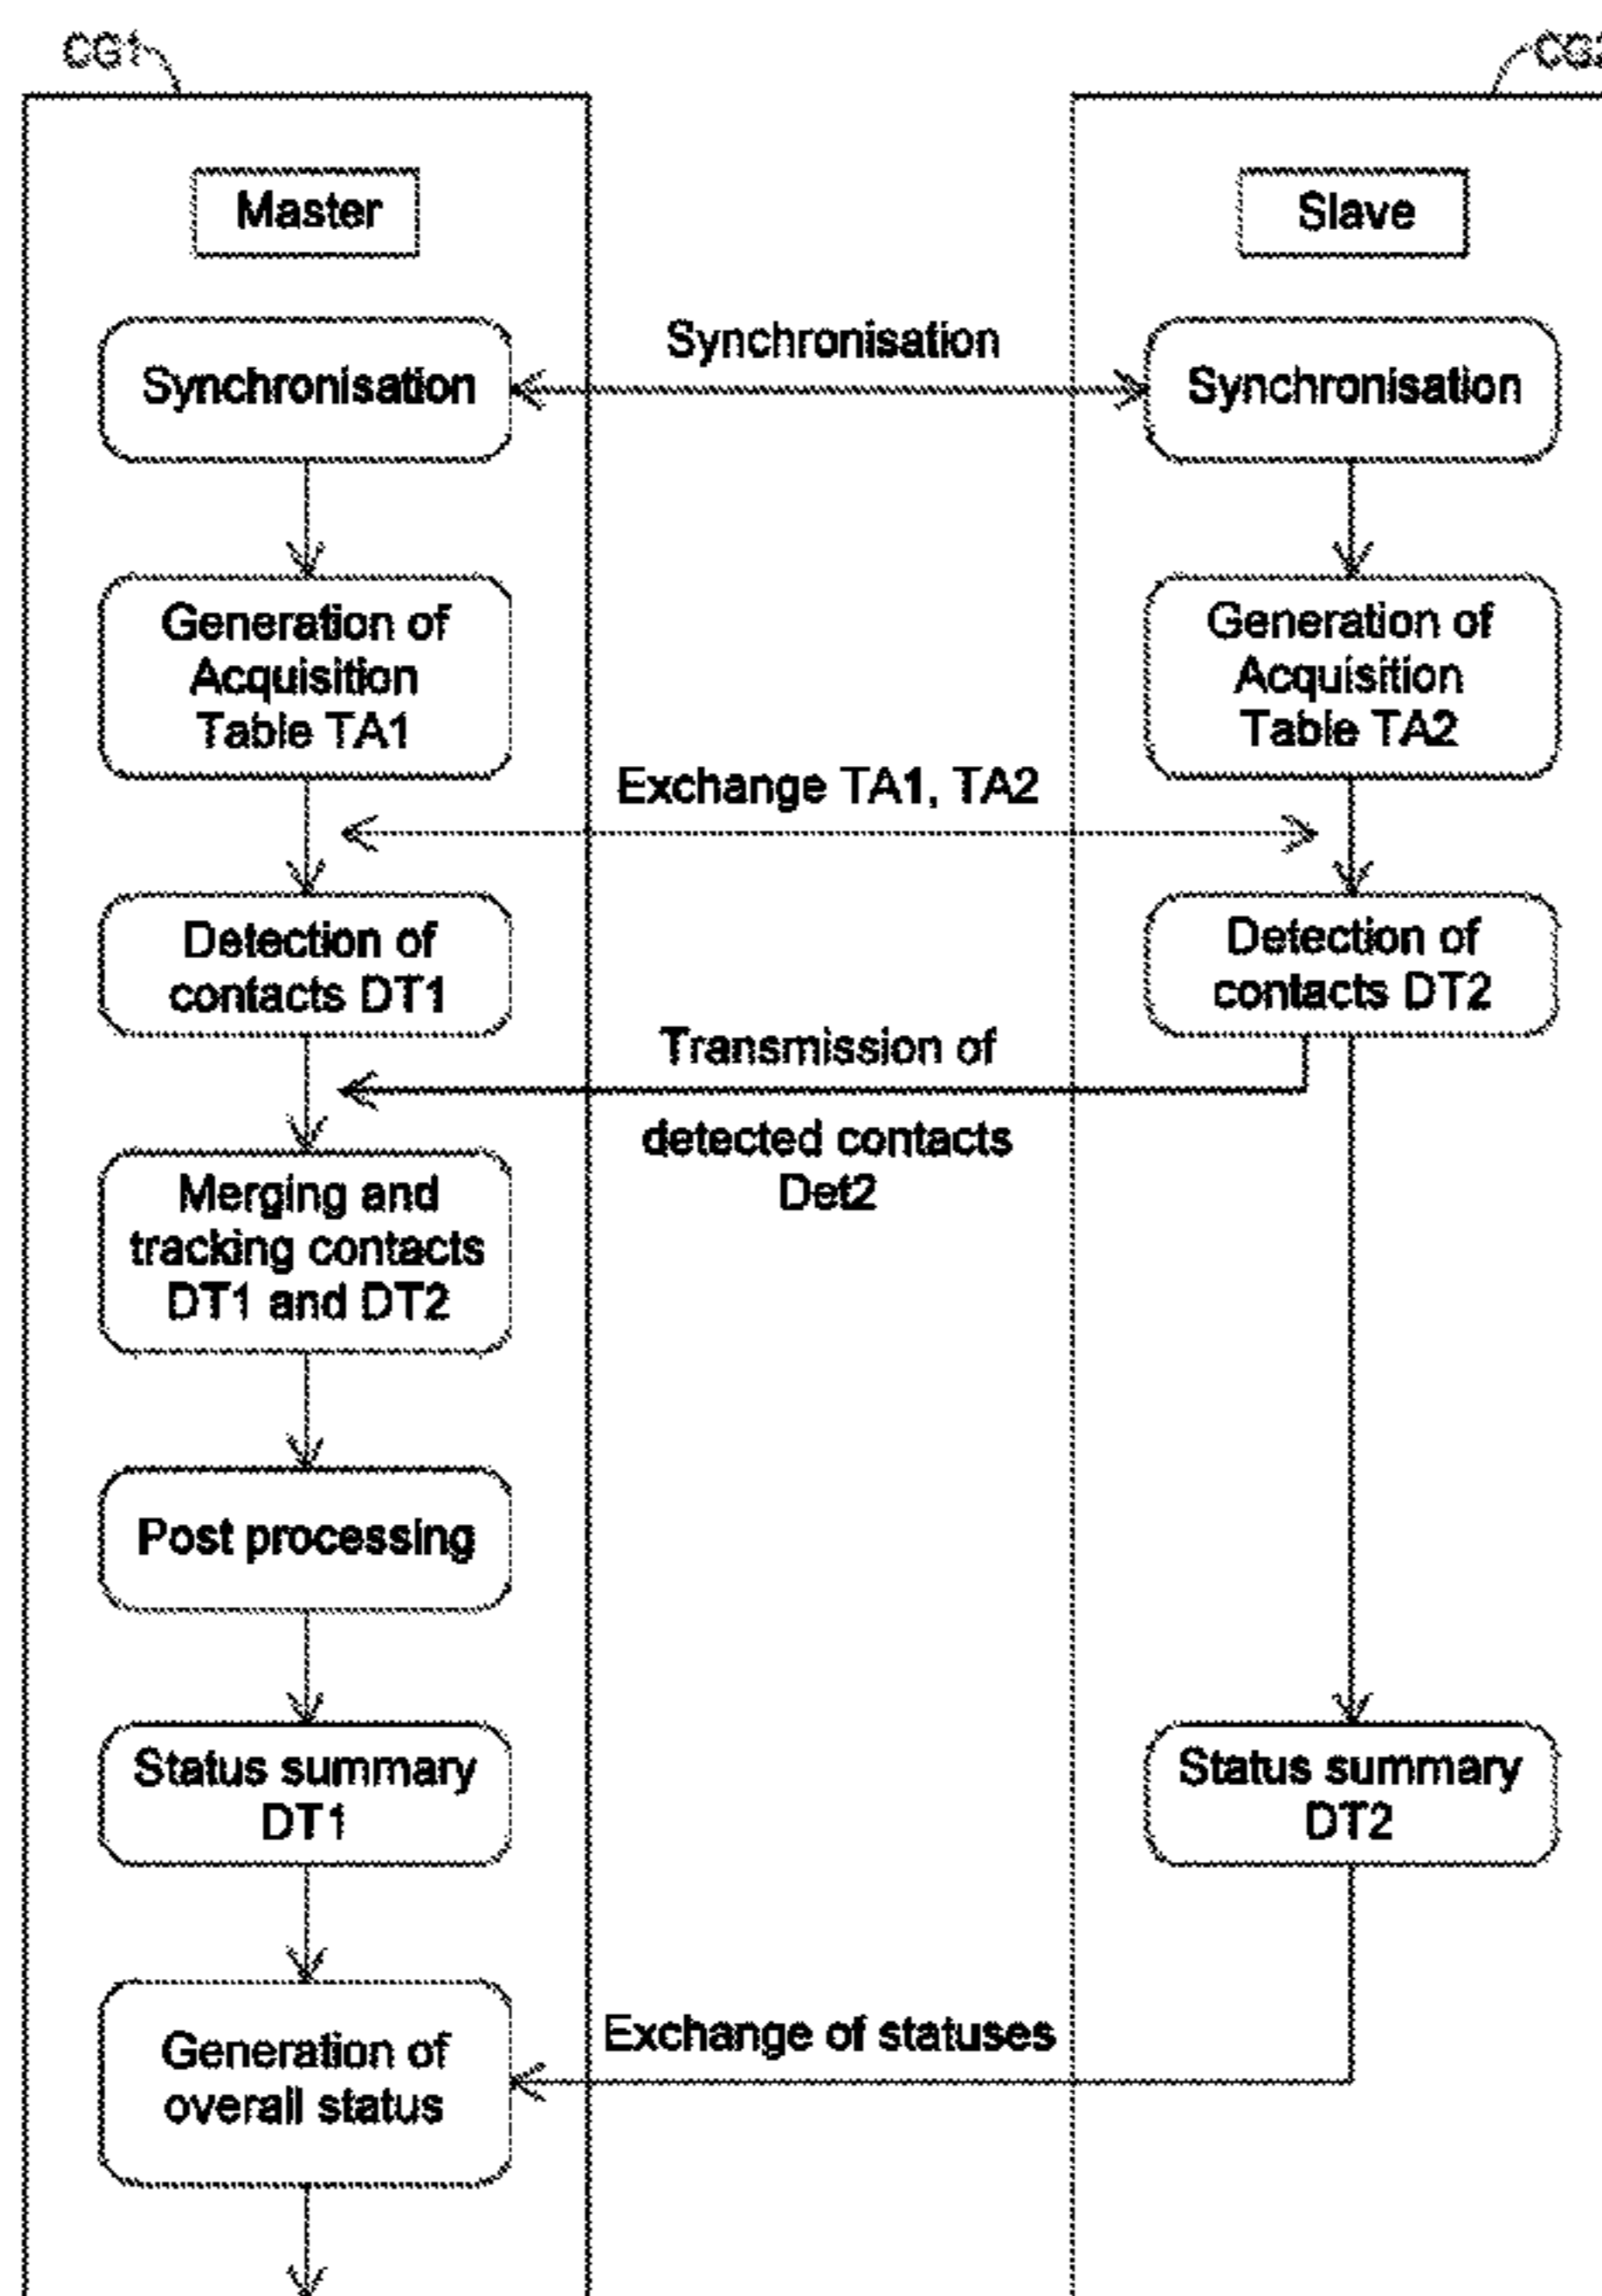 CG1
CG2
Master
Slave
Synchronisation
Synchronisation
Synchronisation
Generation of
Acquisition
Table TA1
Generation of
Acquisition
Table TA2
Exchange TA1, TA2
Detection of
contacts DT1
Detection of
contacts DT2
Transmission of
detected contacts
Det2
Merging and
tracking contacts
DT1 and DT2
Post processing
Status summary
DT1
Status summary
DT2
Generation of
overall status
Exchange of statuses